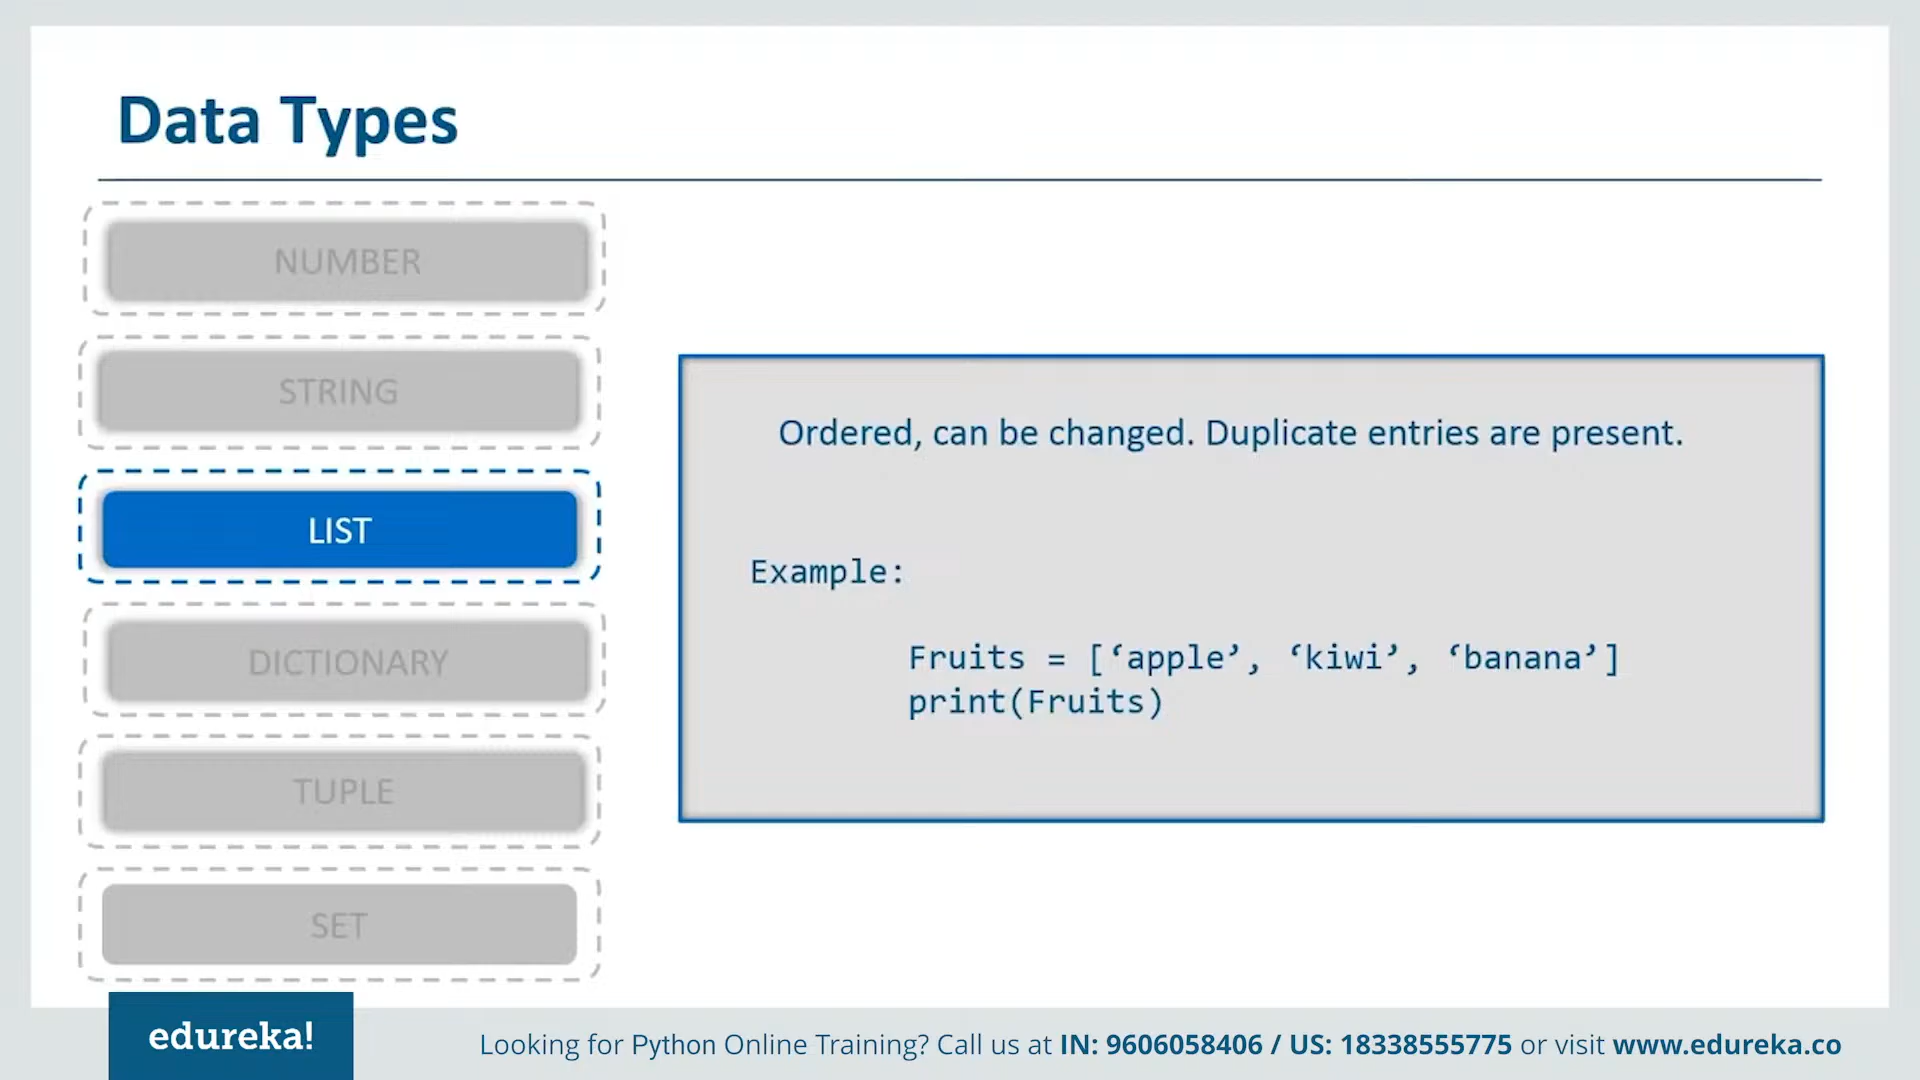 Data Types
NUMBER
STRING
LIST
DICTIONARY
TUPLE
SET
Ordered, can be changed. Duplicate entries are present.
Example:
Fruits = [‘apple’, ‘kiwi’, ‘banana’]
print(Fruits)
edureka!
Looking for Python Online Training? Call us at IN: 9606058406 / US: 18338555775 or visit www.edureka.co